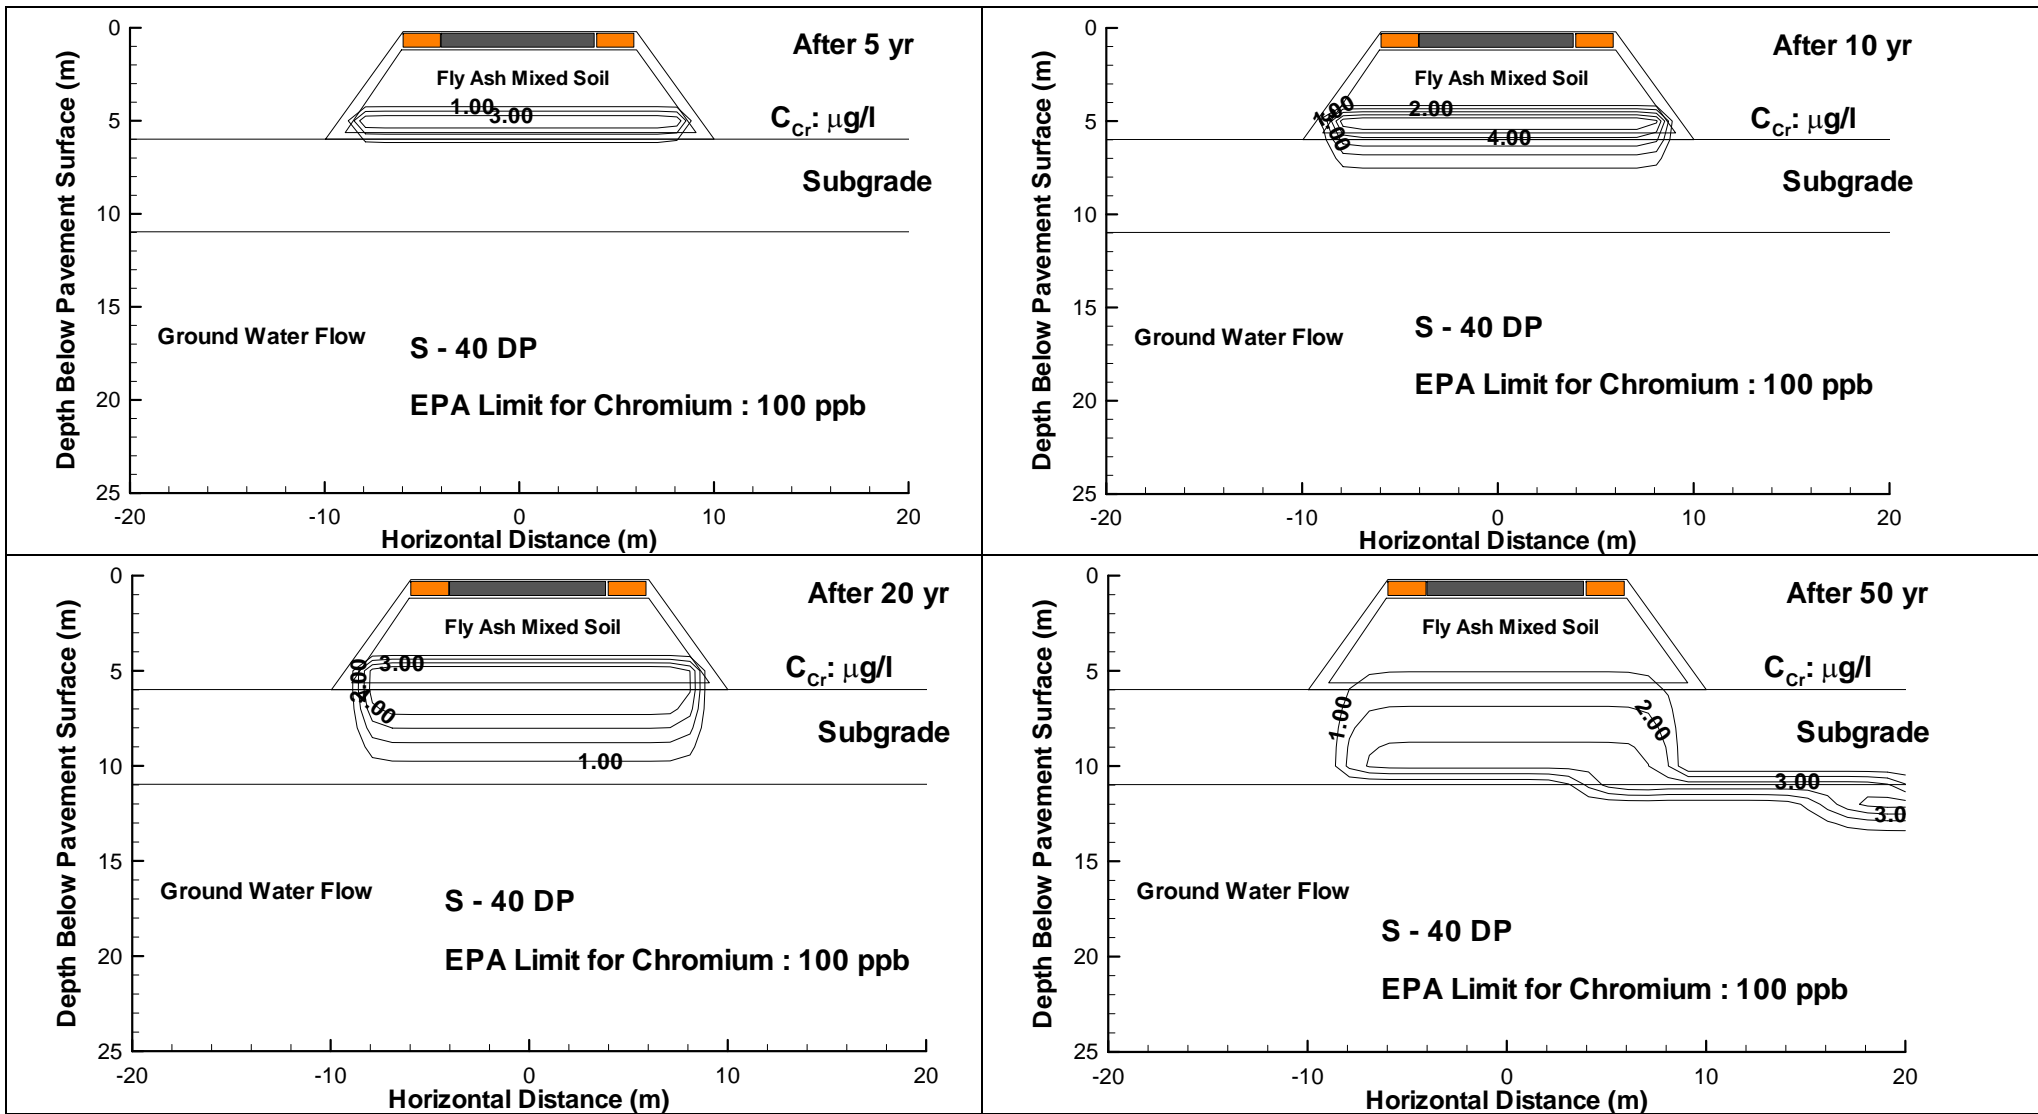 After 5 yr
Fly Ash Mixed Soil
1.00
3.00
C_Cr: µg/l
Subgrade
Ground Water Flow
S - 40 DP
EPA Limit for Chromium : 100 ppb
Depth Below Pavement Surface (m)
0
5
10
15
20
25
-20
-10
0
10
20
Horizontal Distance (m)
After 10 yr
Fly Ash Mixed Soil
2.00
4.00
C_Cr: µg/l
Subgrade
Ground Water Flow
S - 40 DP
EPA Limit for Chromium : 100 ppb
Depth Below Pavement Surface (m)
0
5
10
15
20
25
-20
-10
0
10
20
Horizontal Distance (m)
After 20 yr
Fly Ash Mixed Soil
3.00
1.00
C_Cr: µg/l
Subgrade
Ground Water Flow
S - 40 DP
EPA Limit for Chromium : 100 ppb
Depth Below Pavement Surface (m)
0
5
10
15
20
25
-20
-10
0
10
20
Horizontal Distance (m)
After 50 yr
Fly Ash Mixed Soil
1.00
2.00
3.00
3.0
C_Cr: µg/l
Subgrade
Ground Water Flow
S - 40 DP
EPA Limit for Chromium : 100 ppb
Depth Below Pavement Surface (m)
0
5
10
15
20
25
-20
-10
0
10
20
Horizontal Distance (m)